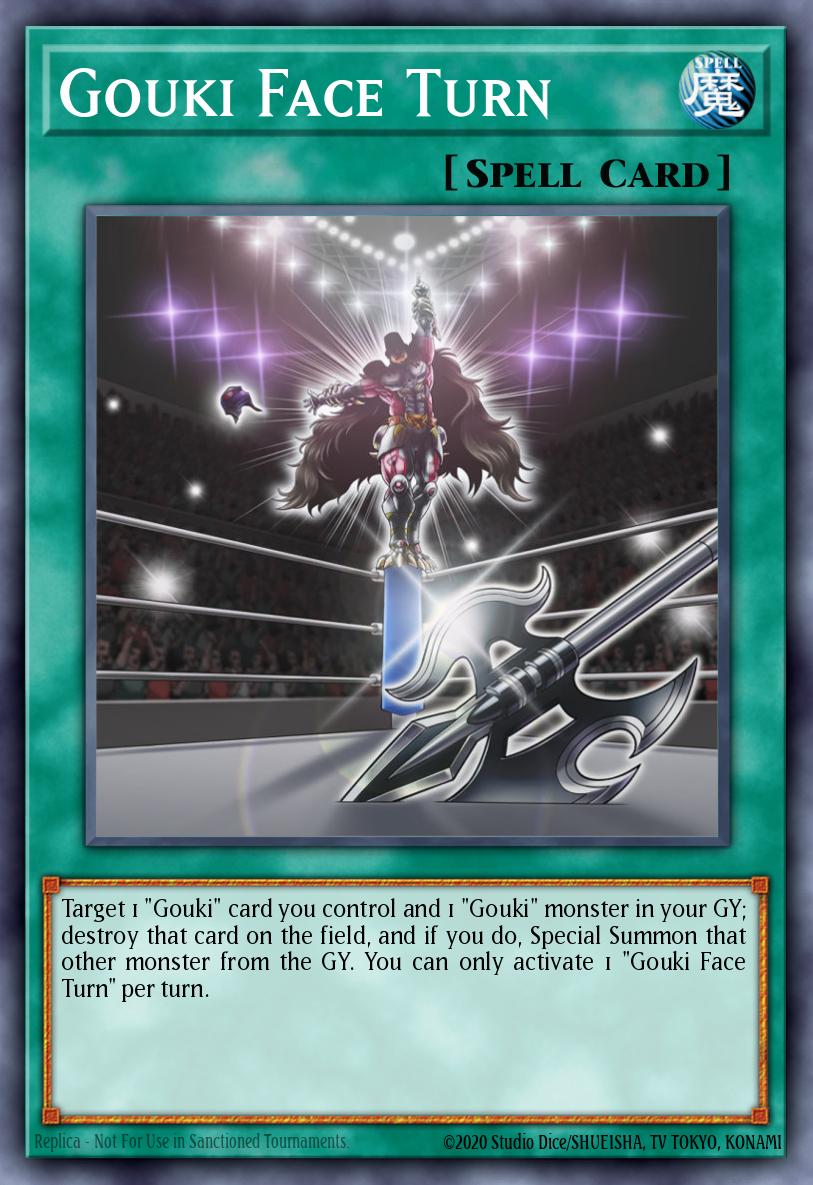 Gouki Face Turn
SPELL
魔
[ Spell Card ]
Target 1 "Gouki" card you control and 1 "Gouki" monster in your GY;
destroy that card on the field, and if you do, Special Summon that
other monster from the GY. You can only activate 1 "Gouki Face
Turn" per turn.
Replica - Not For Use in Sanctioned Tournaments.
©2020 Studio Dice/SHUEISHA, TV TOKYO, KONAMI